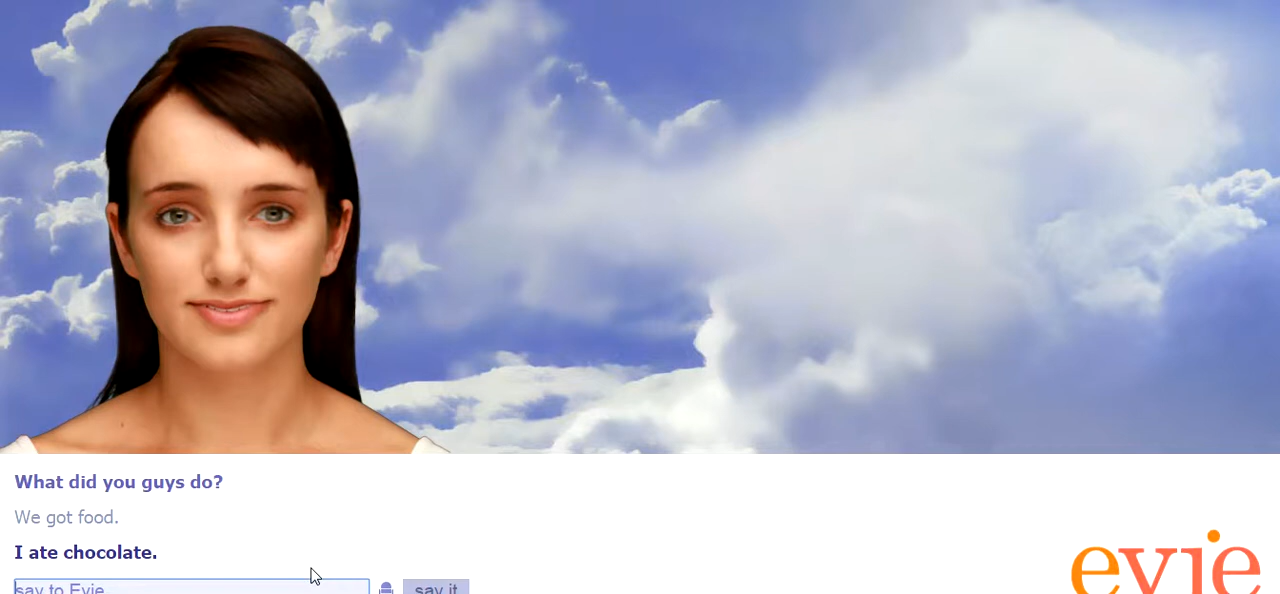 What did you guys do?
We got food.
I ate chocolate.
say to Evie
say it
evie